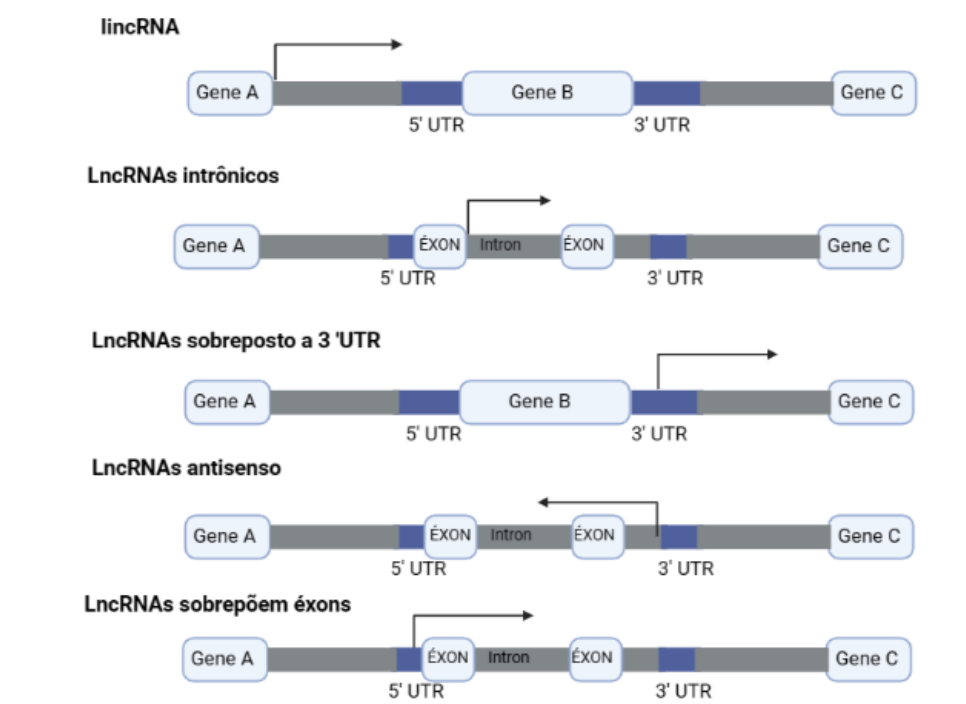 lincRNA
Gene A Gene B Gene C
5' UTR 3' UTR
LncRNAs intrônicos
Gene A ÉXON Intron ÉXON Gene C
5' UTR 3' UTR
LncRNAs sobreposto a 3 'UTR
Gene A Gene B Gene C
5' UTR 3' UTR
LncRNAs antisenso
Gene A ÉXON Intron ÉXON Gene C
5' UTR 3' UTR
LncRNAs sobrepõem éxons
Gene A ÉXON Intron ÉXON Gene C
5' UTR 3' UTR